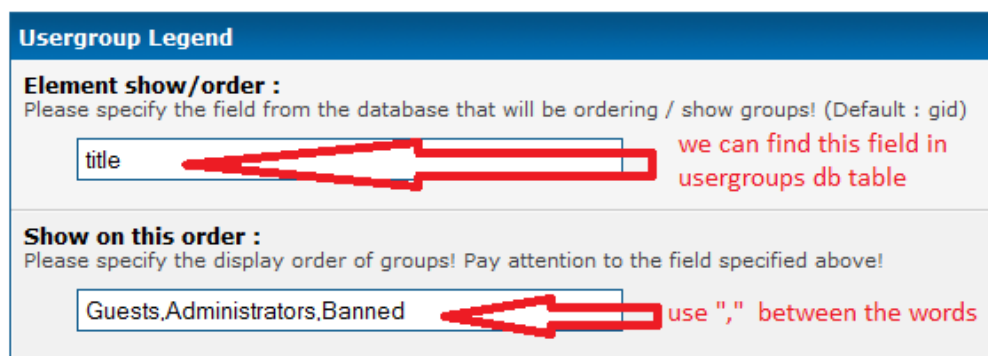 Usergroup Legend
Element show/order :
Please specify the field from the database that will be ordering / show groups! (Default : gid)
title
we can find this field in
usergroups db table
Show on this order :
Please specify the display order of groups! Pay attention to the field specified above!
Guests,Administrators,Banned
use "," between the words